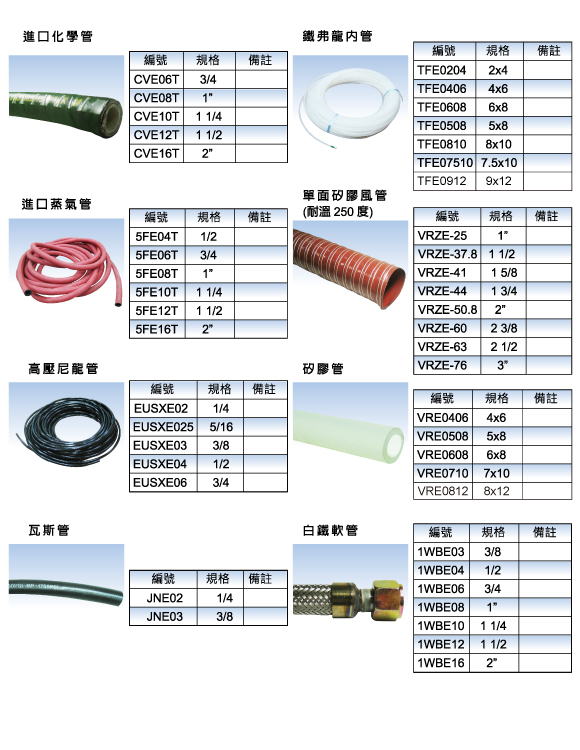 進口化學管
編號 規格 備註
CVE06T 3/4
CVE08T 1”
CVE10T 1 1/4
CVE12T 1 1/2
CVE16T 2”
鐵弗龍內管
編號 規格 備註
TFE0204 2x4
TFE0406 4x6
TFE0608 6x8
TFE0508 5x8
TFE0810 8x10
TFE07510 7.5x10
TFE0912 9x12
進口蒸氣管
編號 規格 備註
5FE04T 1/2
5FE06T 3/4
5FE08T 1”
5FE10T 1 1/4
5FE12T 1 1/2
5FE16T 2”
單面矽膠風管
(耐溫 250 度)
編號 規格 備註
VRZE-25 1”
VRZE-37.8 1 1/2
VRZE-41 1 5/8
VRZE-44 1 3/4
VRZE-50.8 2”
VRZE-60 2 3/8
VRZE-63 2 1/2
VRZE-76 3”
高壓尼龍管
編號 規格 備註
EUSXE02 1/4
EUSXE025 5/16
EUSXE03 3/8
EUSXE04 1/2
EUSXE06 3/4
矽膠管
編號 規格 備註
VRE0406 4x6
VRE0508 5x8
VRE0608 6x8
VRE0710 7x10
VRE0812 8x12
瓦斯管
編號 規格 備註
JNE02 1/4
JNE03 3/8
白鐵軟管
編號 規格 備註
1WBE03 3/8
1WBE04 1/2
1WBE06 3/4
1WBE08 1”
1WBE10 1 1/4
1WBE12 1 1/2
1WBE16 2”